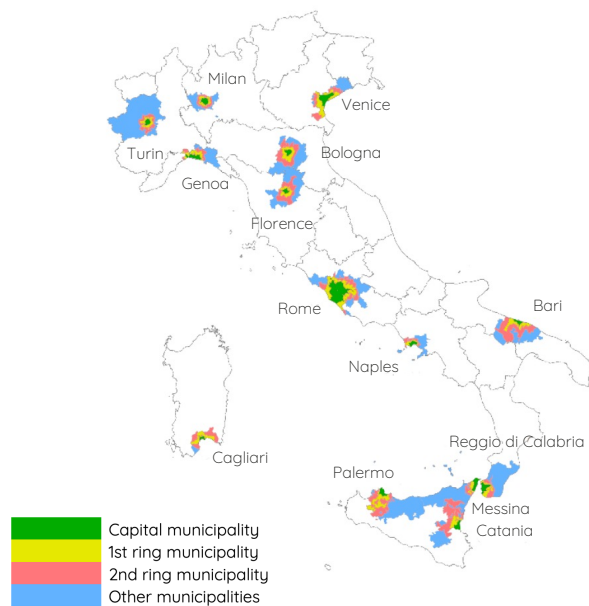 Milan
Venice
Turin
Bologna
Genoa
Florence
Rome
Bari
Naples
Reggio di Calabria
Cagliari
Palermo
Messina
Catania
Capital municipality
1st ring municipality
2nd ring municipality
Other municipalities